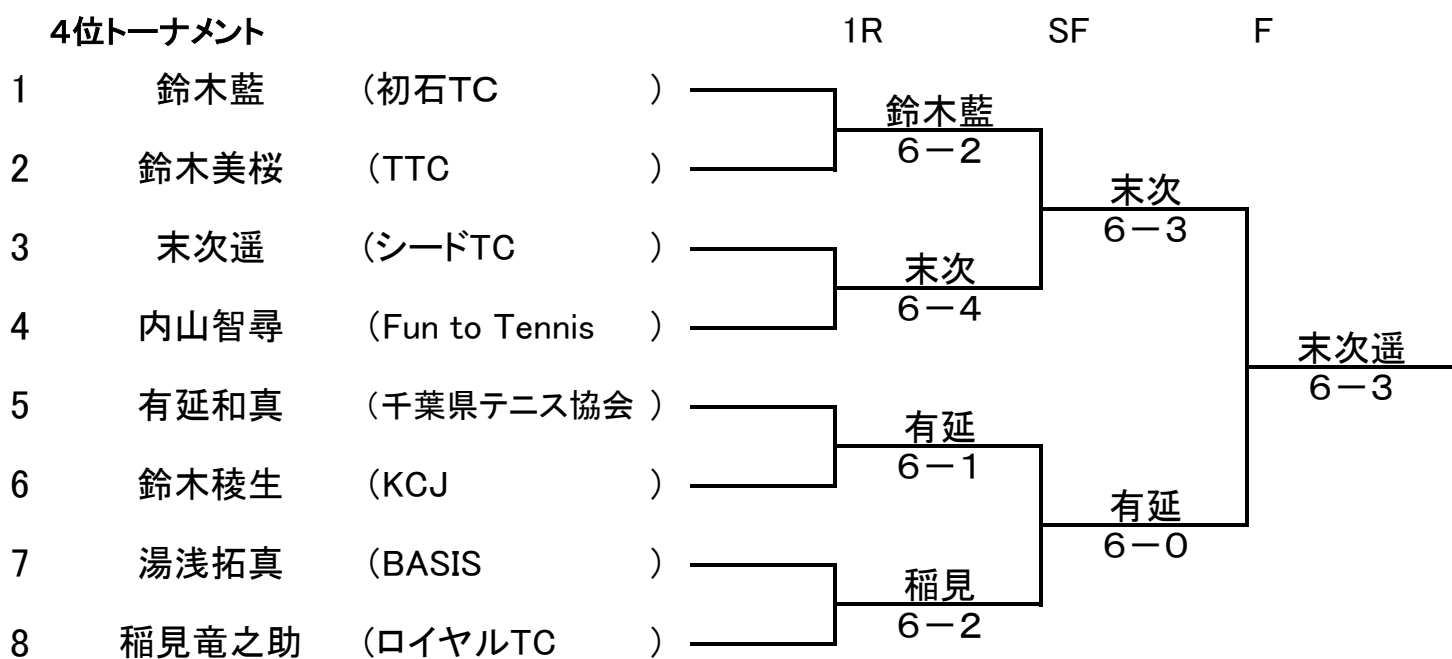 4位トーナメント 1R SF F
1 鈴木藍 (初石TC )
鈴木藍
6-2
2 鈴木美桜 (TTC )
末次
6-3
3 末次遥 (シードTC )
末次
6-4
4 内山智尋 (Fun to Tennis )
末次遥
6-3
5 有延和真 (千葉県テニス協会 )
有延
6-1
6 鈴木稜生 (KCJ )
有延
6-0
7 湯浅拓真 (BASIS )
稲見
6-2
8 稲見竜之助 (ロイヤルTC )